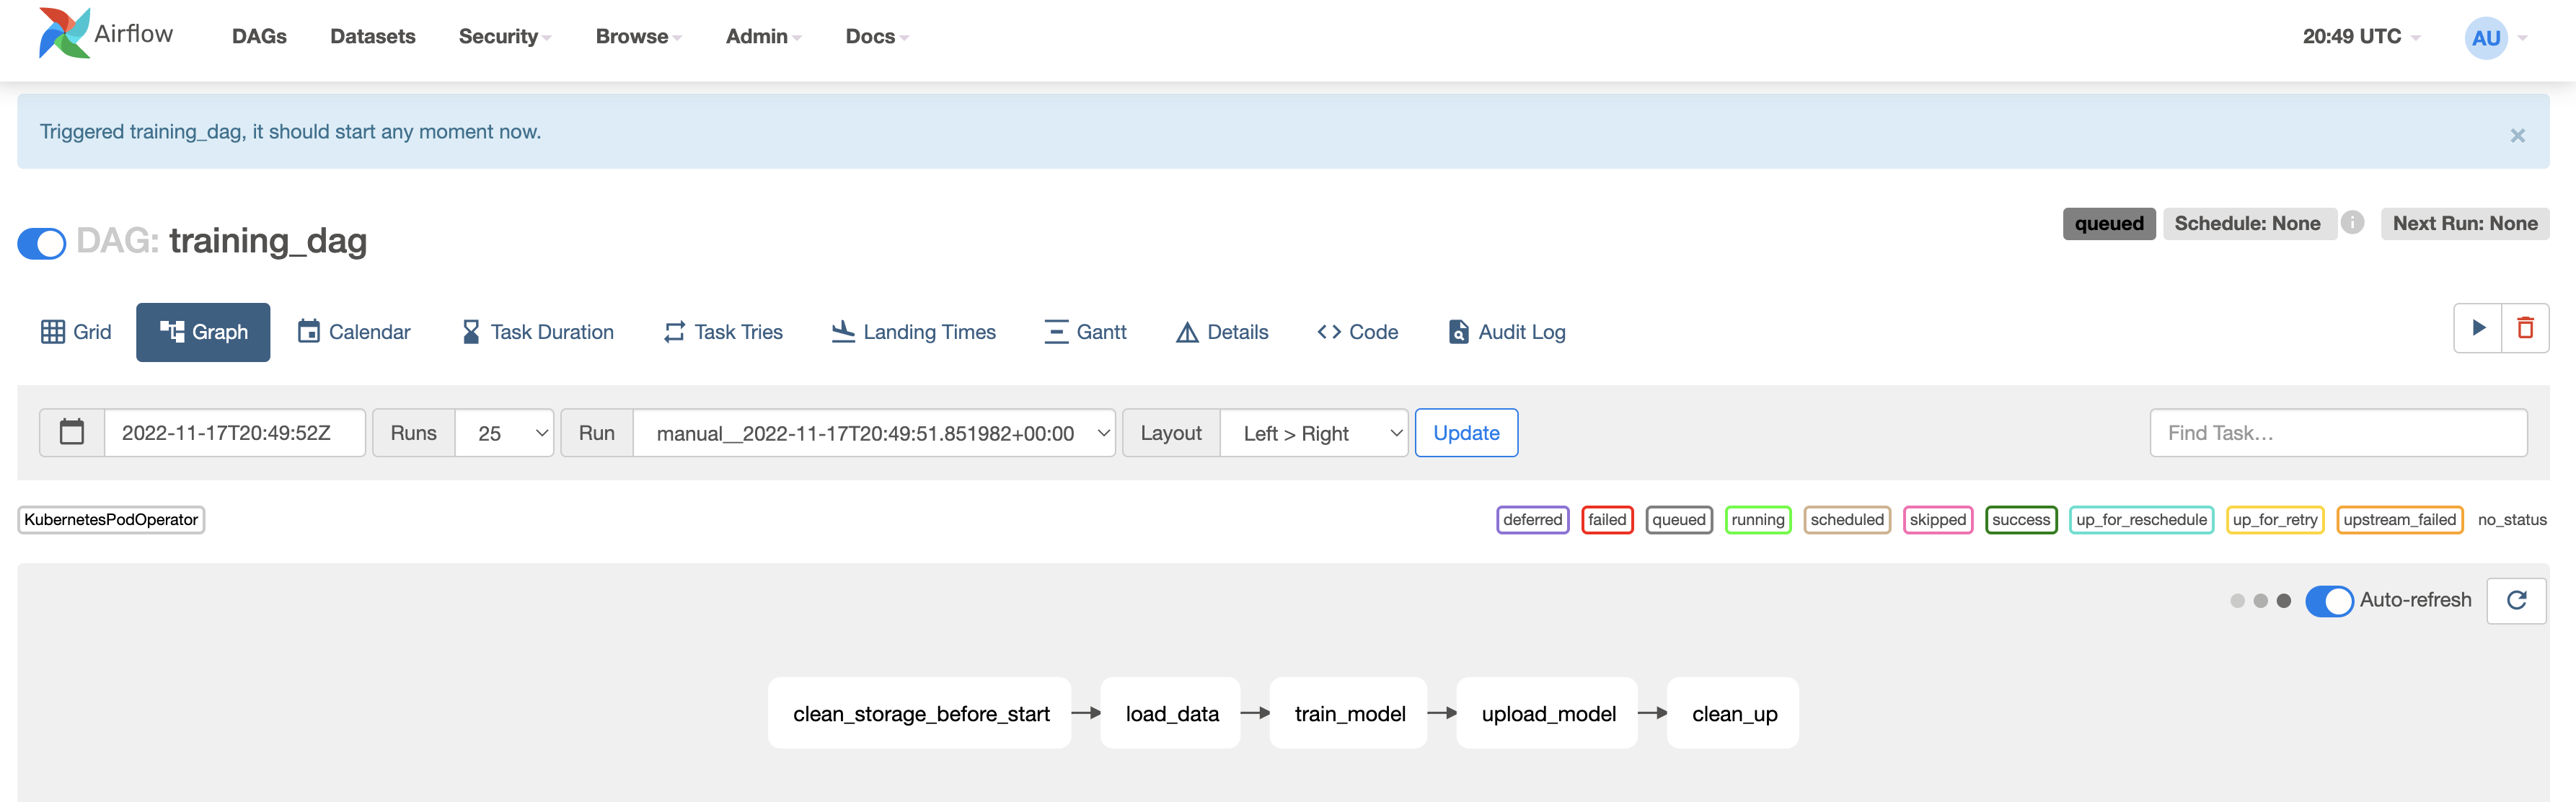 Airflow DAGs Datasets Security Browse Admin Docs 20:49 UTC AU
Triggered training_dag, it should start any moment now. ×
DAG: training_dag queued Schedule: None i Next Run: None
Grid Graph Calendar Task Duration Task Tries Landing Times Gantt Details Code Audit Log
2022-11-17T20:49:52Z Runs 25 Run manual__2022-11-17T20:49:51.851982+00:00 Layout Left > Right Update Find Task...
KubernetesPodOperator deferred failed queued running scheduled skipped success up_for_reschedule up_for_retry upstream_failed no_status
Auto-refresh
clean_storage_before_start load_data train_model upload_model clean_up